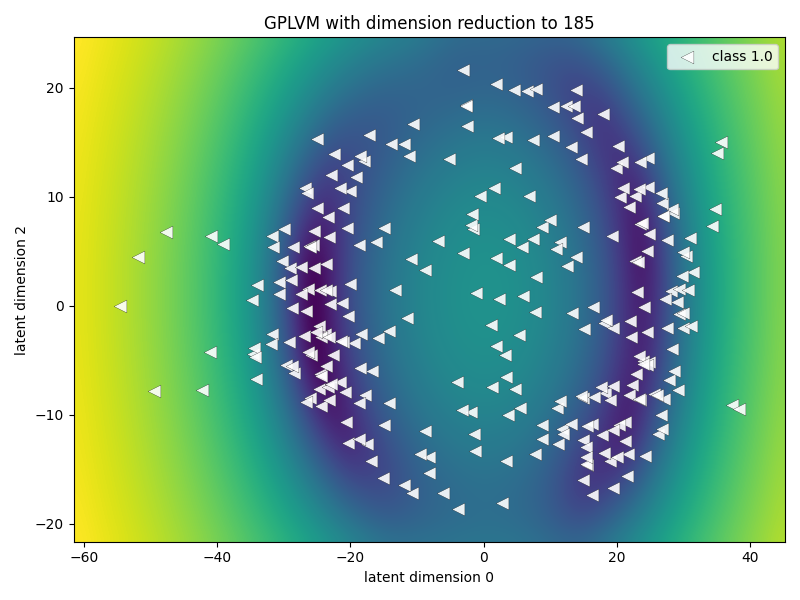 GPLVM with dimension reduction to 185
class 1.0
20
10
0
−10
−20
latent dimension 2
−60
−40
−20
0
20
40
latent dimension 0